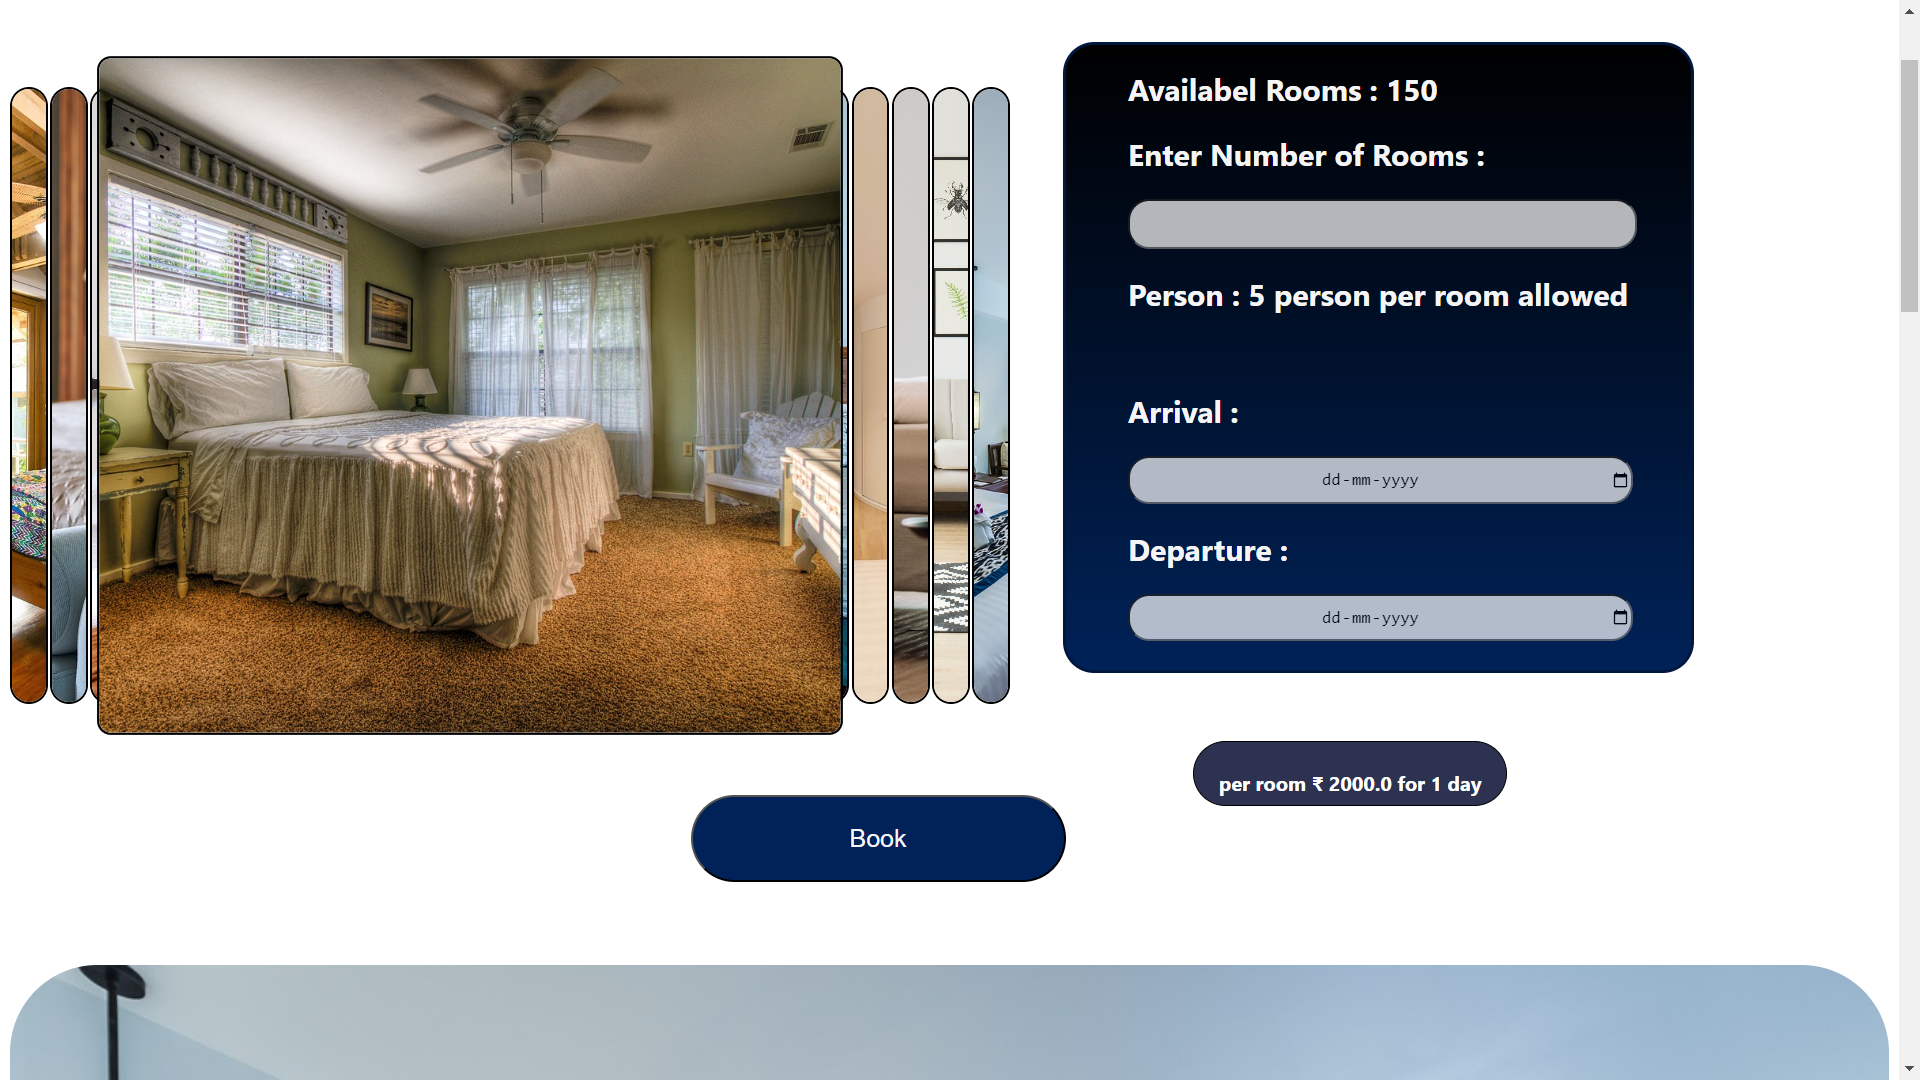 Availabel Rooms : 150
Enter Number of Rooms :
Person : 5 person per room allowed
Arrival :
dd-mm-yyyy
Departure :
dd-mm-yyyy
per room ₹ 2000.0 for 1 day
Book